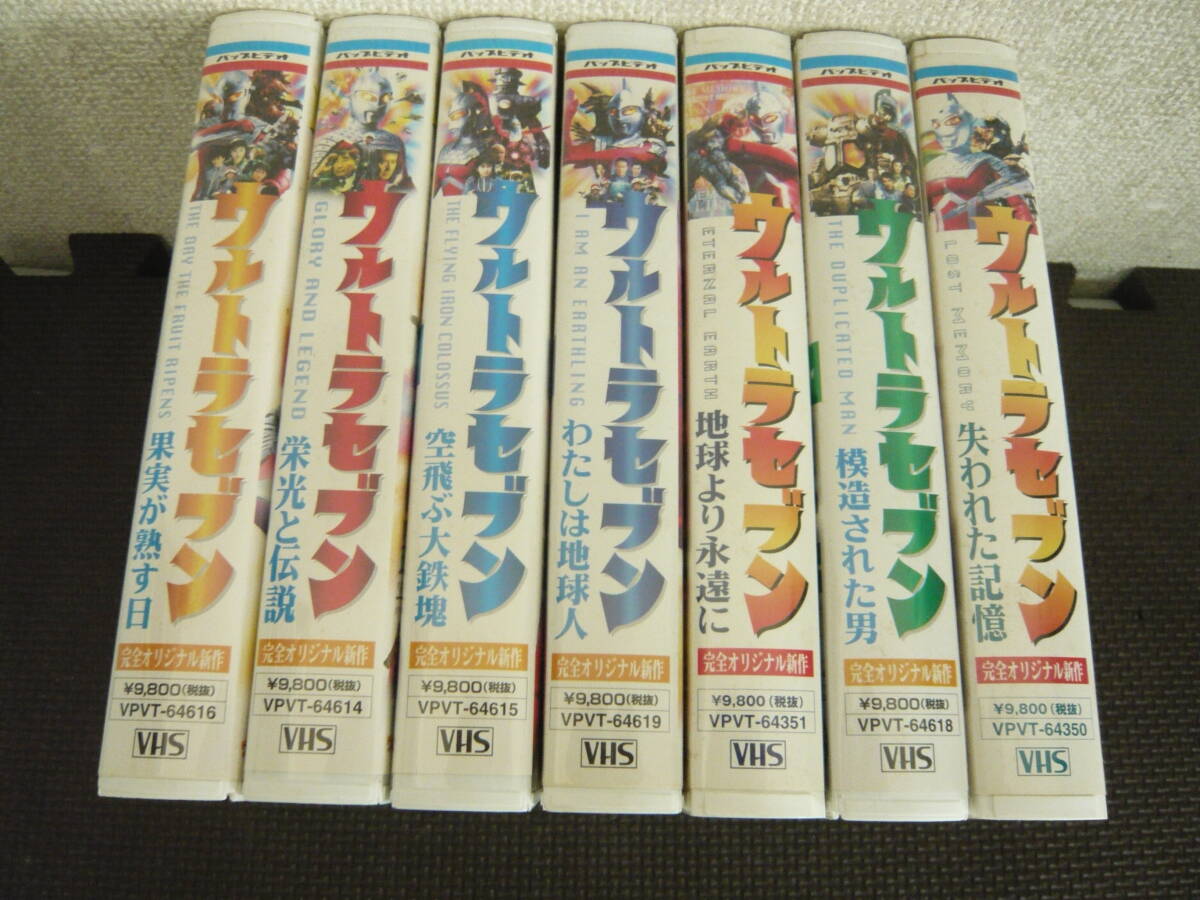 バップビデオ
ウルトラセブン
THE DAY THE FRUIT RIPENS
果実が熟す日
完全オリジナル新作
¥9,800(税抜)
VPVT-64616
VHS
バップビデオ
ウルトラセブン
GLORY AND LEGEND
栄光と伝説
完全オリジナル新作
¥9,800(税抜)
VPVT-64614
VHS
バップビデオ
ウルトラセブン
THE FLYING IRON COLOSSUS
空飛ぶ大鉄塊
完全オリジナル新作
¥9,800(税抜)
VPVT-64615
VHS
バップビデオ
ウルトラセブン
I AM AN EARTHLING
わたしは地球人
完全オリジナル新作
¥9,800(税抜)
VPVT-64619
VHS
バップビデオ
ウルトラセブン
ETERNAL EARTH
地球より永遠に
完全オリジナル新作
¥9,800(税抜)
VPVT-64351
VHS
バップビデオ
ウルトラセブン
THE DUPLICATED MAN
模造された男
完全オリジナル新作
¥9,800(税抜)
VPVT-64618
VHS
バップビデオ
ウルトラセブン
LOST MEMORY
失われた記憶
完全オリジナル新作
¥9,800(税抜)
VPVT-64350
VHS